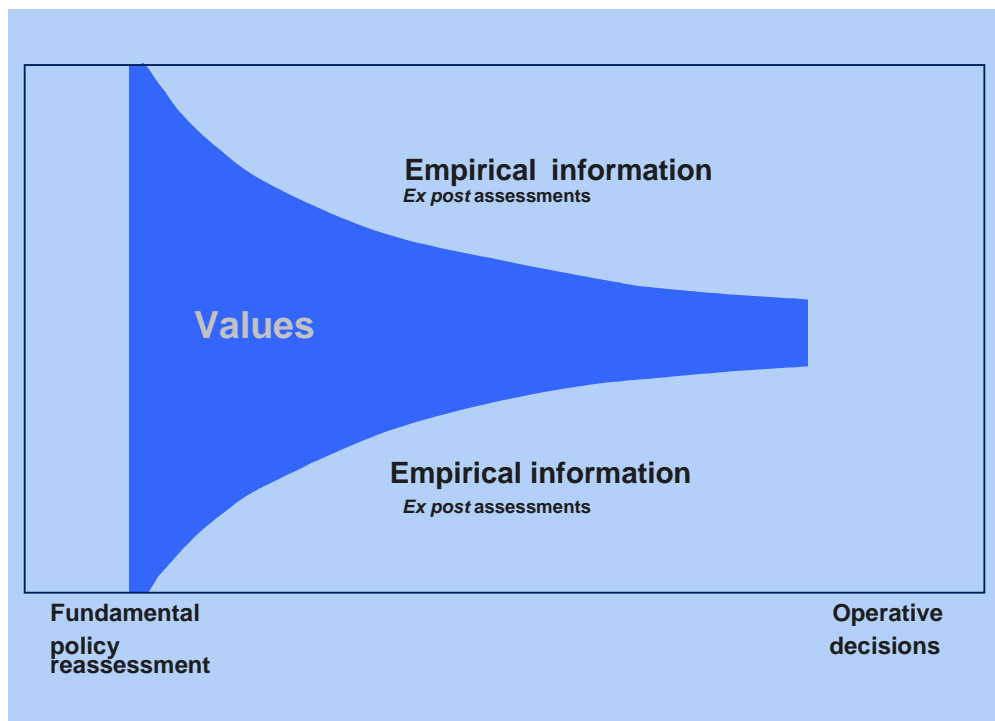 Empirical information
Ex post assessments
Values
Empirical information
Ex post assessments
Fundamental
policy
reassessment
Operative
decisions